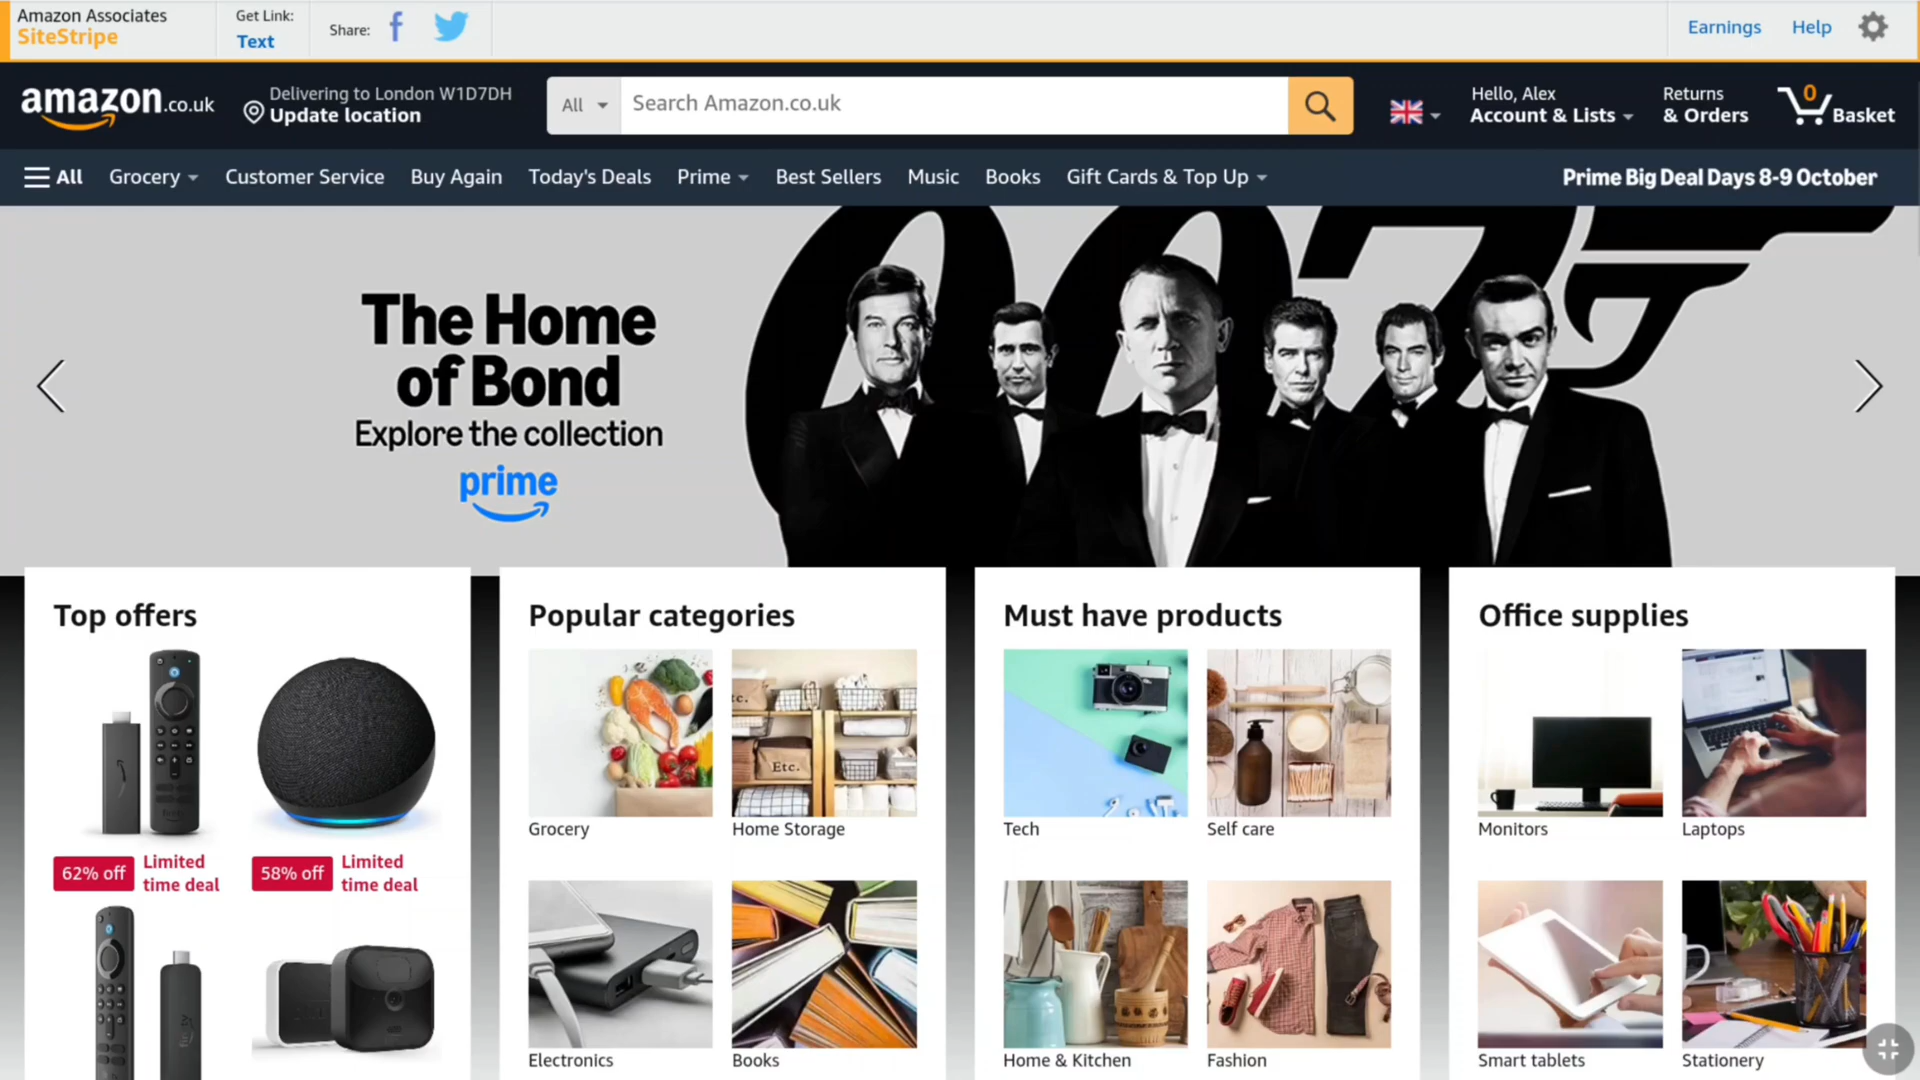 Amazon Associates
SiteStripe
Get Link:
Text
Share:
Earnings
Help
amazon.co.uk
Delivering to London W1D7DH
Update location
All
Search Amazon.co.uk
Hello, Alex
Account & Lists
Returns
& Orders
0
Basket
All
Grocery
Customer Service
Buy Again
Today's Deals
Prime
Best Sellers
Music
Books
Gift Cards & Top Up
Prime Big Deal Days 8-9 October
007
The Home
of Bond
Explore the collection
prime
Top offers
62% off
Limited
time deal
58% off
Limited
time deal
Popular categories
Etc.
Grocery
Home Storage
Electronics
Books
Must have products
Tech
Self care
Home & Kitchen
Fashion
Office supplies
Monitors
Laptops
Smart tablets
Stationery